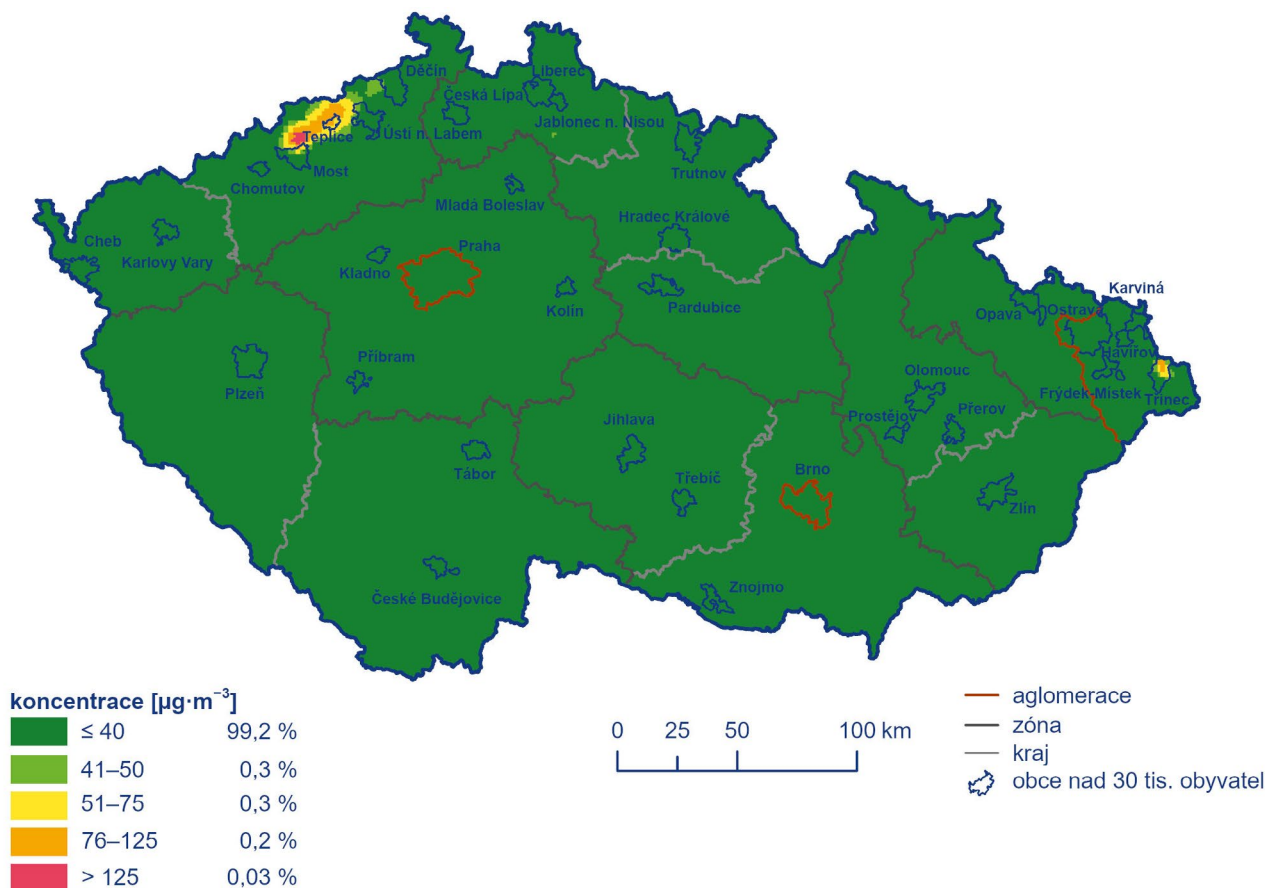 Děčín
Liberec
Česká Lípa
Jablonec n. Nisou
Teplice
Ústí n. Labem
Most
Chomutov
Trutnov
Mladá Boleslav
Hradec Králové
Cheb
Karlovy Vary
Praha
Kladno
Kolín
Pardubice
Karviná
Opava
Ostrava
Havířov
Plzeň
Příbram
Olomouc
Frýdek-Místek
Třinec
Prostějov
Přerov
Jihlava
Tábor
Třebíč
Brno
Zlín
České Budějovice
Znojmo
koncentrace [µg·m⁻³]
≤ 40 99,2 %
41–50 0,3 %
51–75 0,3 %
76–125 0,2 %
> 125 0,03 %
0 25 50 100 km
aglomerace
zóna
kraj
obce nad 30 tis. obyvatel